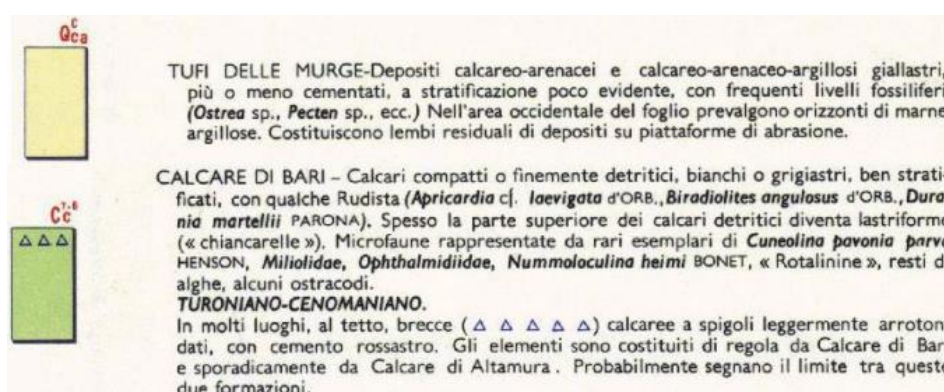 Qca c
TUFI DELLE MURGE-Depositi calcareo-arenacei e calcareo-arenaceo-argillosi giallastri,
più o meno cementati, a stratificazione poco evidente, con frequenti livelli fossiliferi
(Ostrea sp., Pecten sp., ecc.) Nell'area occidentale del foglio prevalgono orizzonti di marne
argillose. Costituiscono lembi residuali di depositi su piattaforme di abrasione.
CALCARE DI BARI – Calcari compatti o finemente detritici, bianchi o grigiastri, ben strati-
ficati, con qualche Rudista (Apricardia cf. laevigata d'ORB., Biradiolites angulosus d'ORB., Dura
nia martellii PARONA). Spesso la parte superiore dei calcari detritici diventa lastriform
(« chiancarelle »). Microfaune rappresentate da rari esemplari di Cuneolina pavonia parva
HENSON, Miliolidae, Ophthalmidiidae, Nummoloculina heimi BONET, « Rotalinine », resti d
alghe, alcuni ostracodi.
TURONIANO-CENOMANIANO.
In molti luoghi, al tetto, brecce ( △ △ △ △ △ ) calcaree a spigoli leggermente arroton
dati, con cemento rossastro. Gli elementi sono costituiti di regola da Calcare di Bar
e sporadicamente da Calcare di Altamura. Probabilmente segnano il limite tra quest
due formazioni.